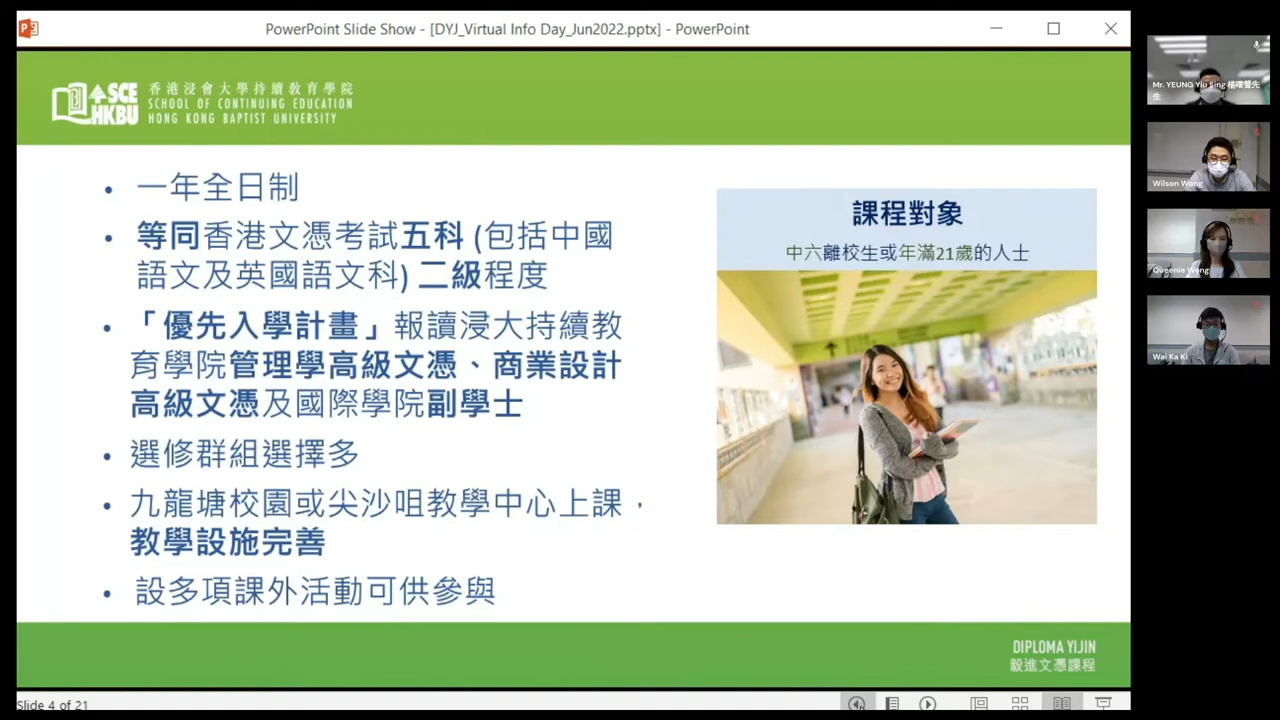 PowerPoint Slide Show - [DYJ_Virtual Info Day_Jun2022.pptx] - PowerPoint
SCE
HKBU
香港浸會大學持續教育學院
SCHOOL OF CONTINUING EDUCATION
HONG KONG BAPTIST UNIVERSITY
• 一年全日制
• 等同香港文憑考試五科 (包括中國
語文及英國語文科) 二級程度
• 「優先入學計畫」報讀浸大持續教
育學院管理學高級文憑、商業設計
高級文憑及國際學院副學士
• 選修群組選擇多
• 九龍塘校園或尖沙咀教學中心上課，
教學設施完善
• 設多項課外活動可供參與
課程對象
中六離校生或年滿21歲的人士
DIPLOMA YIJIN
毅進文憑課程
Slide 4 of 21
Mr. YEUNG Yiu Sing 楊曜聲先
生
Wilson Wong
Queenie Wong
Wai Ka Ki